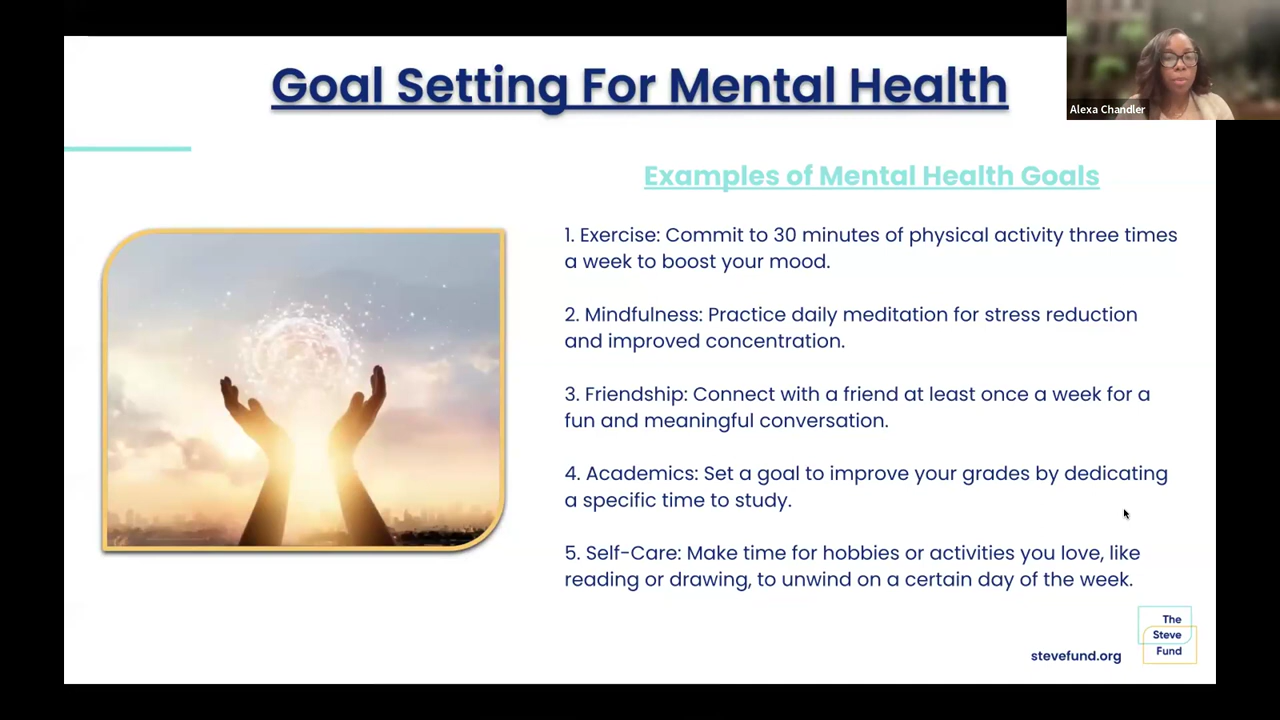 Goal Setting For Mental Health
Alexa Chandler
Examples of Mental Health Goals
1. Exercise: Commit to 30 minutes of physical activity three times
a week to boost your mood.
2. Mindfulness: Practice daily meditation for stress reduction
and improved concentration.
3. Friendship: Connect with a friend at least once a week for a
fun and meaningful conversation.
4. Academics: Set a goal to improve your grades by dedicating
a specific time to study.
5. Self-Care: Make time for hobbies or activities you love, like
reading or drawing, to unwind on a certain day of the week.
stevefund.org
The
Steve
Fund